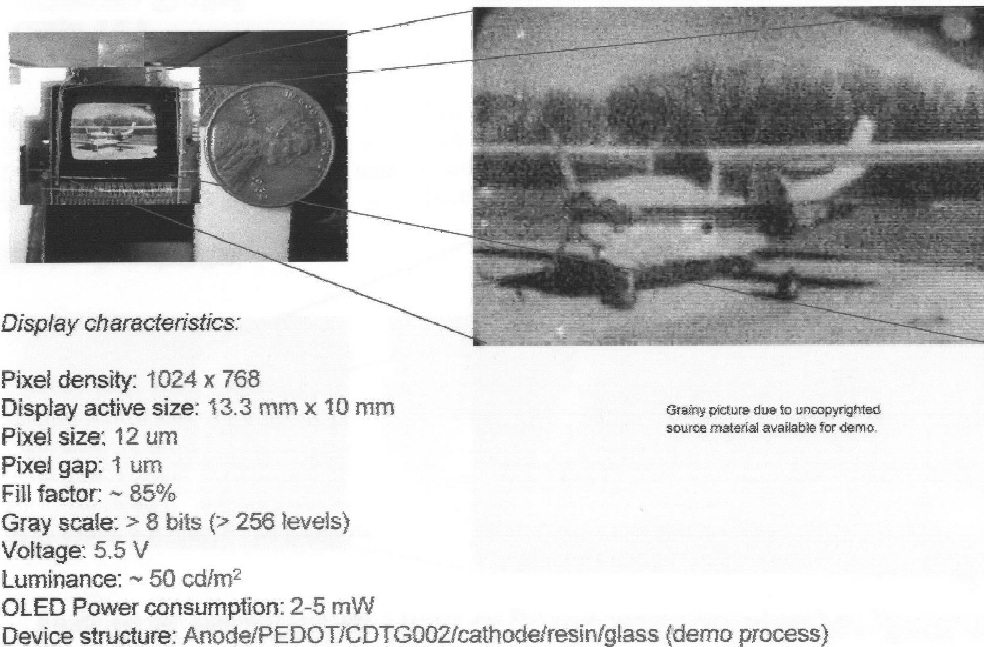 Display characteristics:
Pixel density: 1024 x 768
Display active size: 13.3 mm x 10 mm
Pixel size: 12 um
Pixel gap: 1 um
Fill factor: ~ 85%
Gray scale: > 8 bits (> 256 levels)
Voltage: 5.5 V
Luminance: ~ 50 cd/m²
OLED Power consumption: 2-5 mW
Device structure: Anode/PEDOT/CDTG002/cathode/resin/glass (demo process)
Grainy picture due to uncopyrighted
source material available for demo.